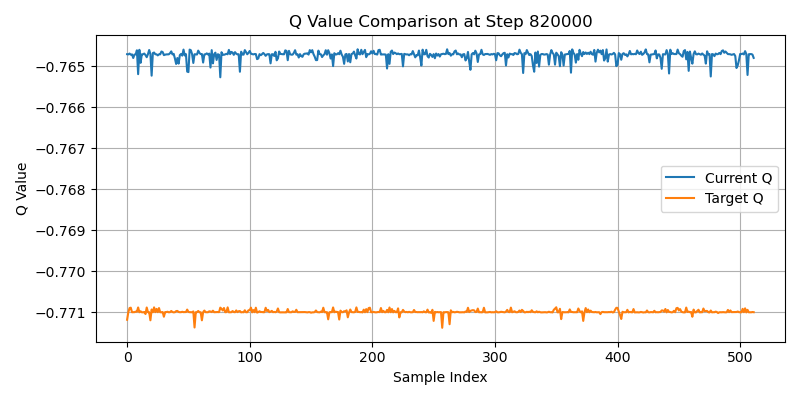 Q Value Comparison at Step 820000
Q Value
−0.765
−0.766
−0.767
−0.768
−0.769
−0.770
−0.771
Current Q
Target Q
0
100
200
300
400
500
Sample Index